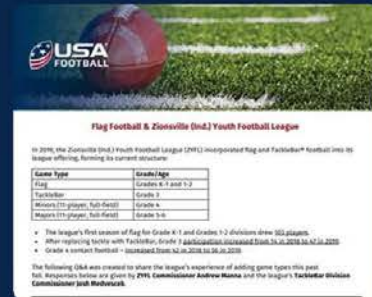 USA
FOOTBALL
Flag Football & Zionsville (Ind.) Youth Football League
In 2019, the Zionsville (Ind.) Youth Football League (ZYFL) incorporated flag and TackleBar® football into its
league offering, forming its current structure:
Game Type Grade/Age
Flag Grades K-1 and 1-2
TackleBar Grade 3
Minors (11-player, full-field) Grade 4
Majors (11-player, full-field) Grade 5-6
• The league's first season of flag for Grade K-1 and Grades 1-2 divisions drew 103 players.
• After replacing tackle with TackleBar, Grade 3 participation increased from 14 in 2018 to 47 in 2019.
• Grade 4 contact football – increased from 42 in 2018 to 56 in 2019.
The following Q&A was created to share the league's experience of adding game types this past
fall. Responses below are given by ZYFL Commissioner Andrew Manna and the league's TackleBar Division
Commissioner Josh Medvescek.